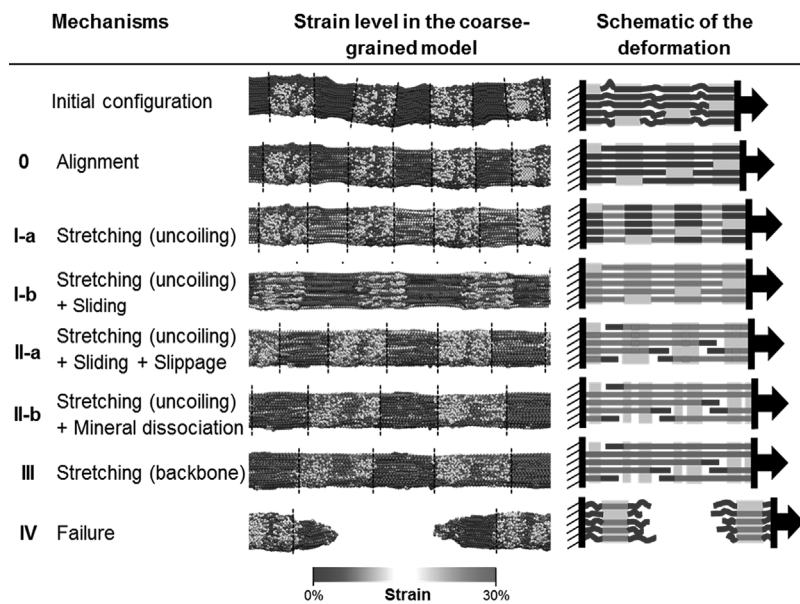 Mechanisms
Strain level in the coarse-
grained model
Schematic of the
deformation
Initial configuration
0 Alignment
I-a Stretching (uncoiling)
I-b Stretching (uncoiling)
+ Sliding
II-a Stretching (uncoiling)
+ Sliding + Slippage
II-b Stretching (uncoiling)
+ Mineral dissociation
III Stretching (backbone)
IV Failure
0% Strain 30%